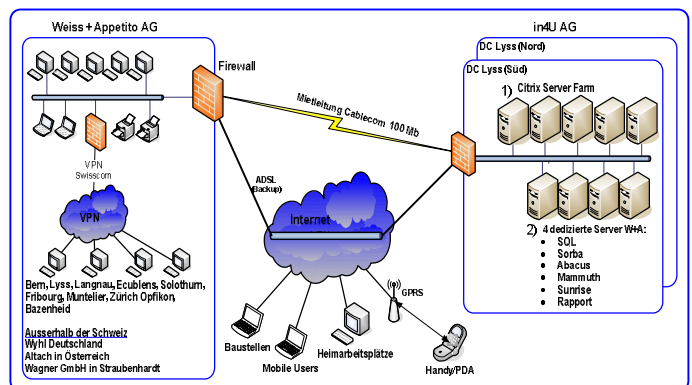 Weiss + Appetito AG
in4U AG
DC Lyss (Nord)
DC Lyss (Süd)
Firewall
1) Citrix Server Farm
Mietleitung Cablecom 100 Mb
VPN
Swisscom
ADSL
(Backup)
VPN
Internet
2) 4 dedizierte Server W+A:
• SOL
• Sorba
• Abacus
• Mammuth
• Sunrise
• Rapport
Bern, Lyss, Langnau, Ecublens, Solothurn,
Fribourg, Muntelier, Zürich Opfikon,
Bazenheid
GPRS
Ausserhalb der Schweiz
Wyhl Deutschland
Altach in Österreich
Wagner GmbH in Straubenhardt
Baustellen
Mobile Users
Heimarbeitsplätze
Handy/PDA